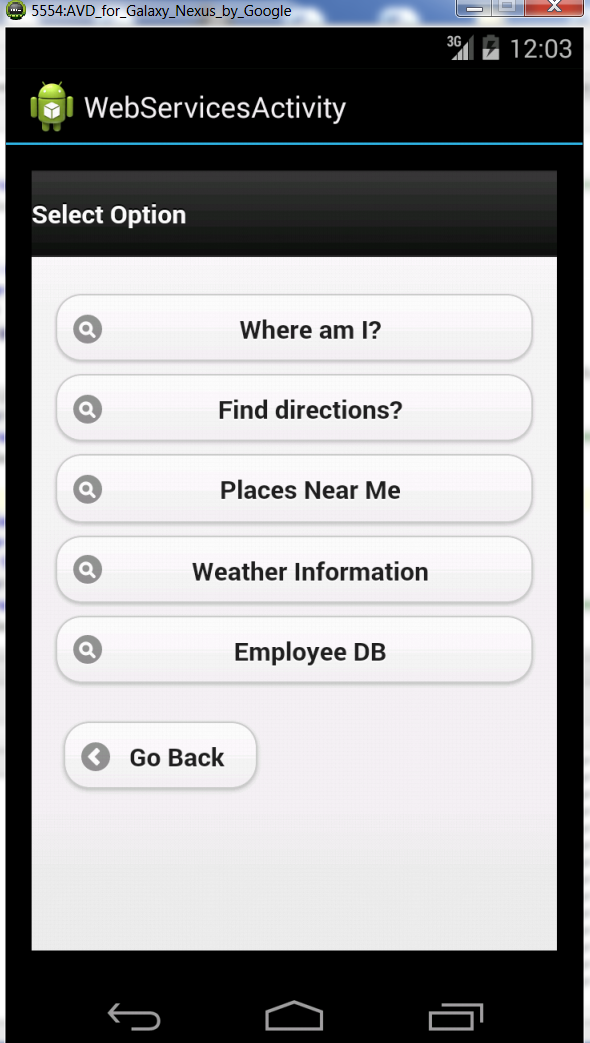 5554:AVD_for_Galaxy_Nexus_by_Google
3G 12:03
WebServicesActivity
Select Option
Where am I?
Find directions?
Places Near Me
Weather Information
Employee DB
Go Back